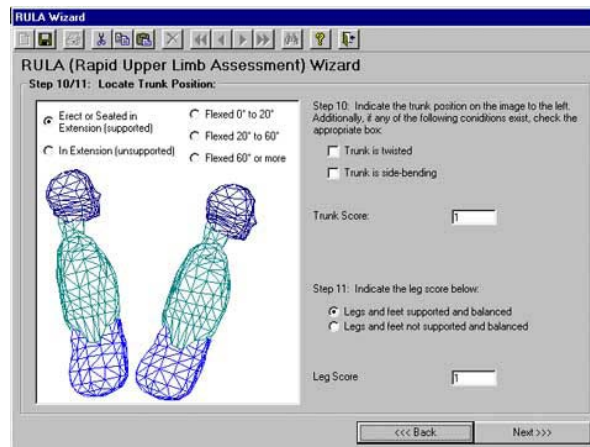 RULA Wizard
RULA (Rapid Upper Limb Assessment) Wizard
Step 10/11: Locate Trunk Position:
Erect or Seated in
Extension (supported)
In Extension (unsupported)
Flexed 0° to 20°
Flexed 20° to 60°
Flexed 60° or more
Step 10: Indicate the trunk position on the image to the left.
Additionally, if any of the following coniditions exist, check the
appropriate box:
Trunk is twisted
Trunk is side-bending
Trunk Score:
1
Step 11: Indicate the leg score below:
Legs and feet supported and balanced
Legs and feet not supported and balanced
Leg Score
1
<<< Back
Next >>>